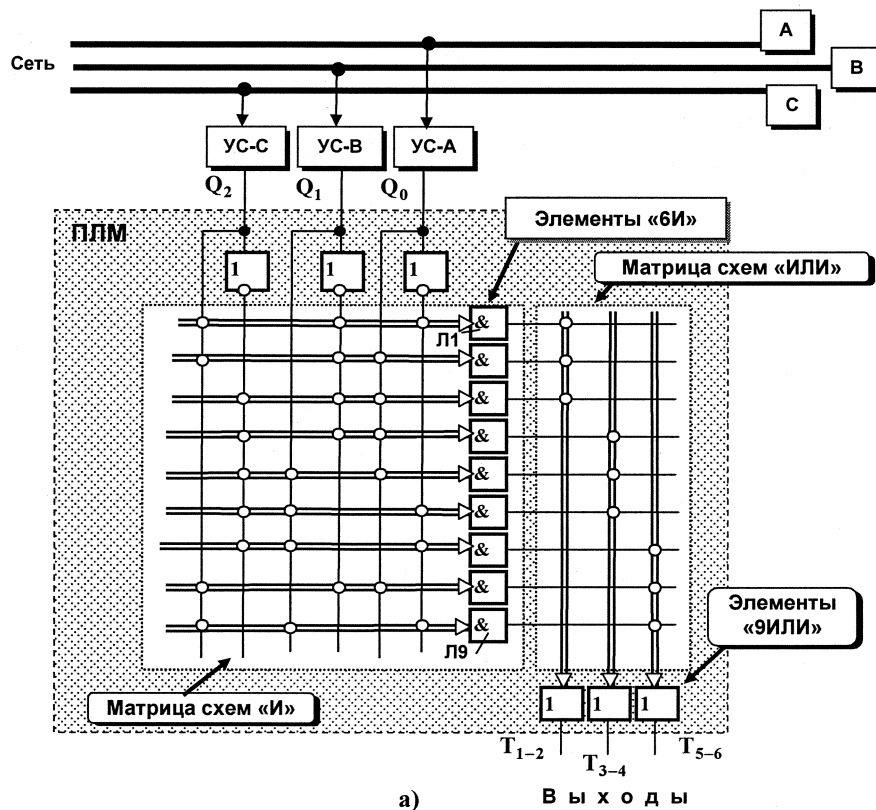 A
Сеть
B
C
УС-С
УС-В
УС-А
Q2
Q1
Q0
ПЛМ
Элементы «6И»
Матрица схем «ИЛИ»
1
1
1
&
Л1
&
&
&
&
&
&
&
&
Л9
Элементы
«9ИЛИ»
Матрица схем «И»
1
1
1
T1–2
T3–4
T5–6
а)
Выходы